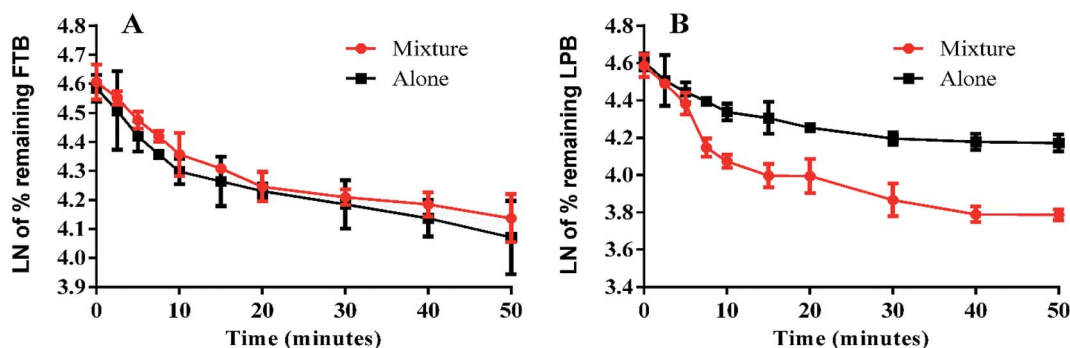 A
LN of % remaining FTB
4.7
4.6
4.5
4.4
4.3
4.2
4.1
4.0
3.9
0
10
20
30
40
50
Time (minutes)
Mixture
Alone
B
LN of % remaining LPB
4.8
4.6
4.4
4.2
4.0
3.8
3.6
3.4
0
10
20
30
40
50
Time (minutes)
Mixture
Alone